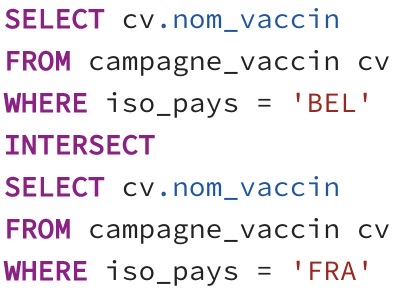 SELECT cv.nom_vaccin
FROM campagne_vaccin cv
WHERE iso_pays = 'BEL'
INTERSECT
SELECT cv.nom_vaccin
FROM campagne_vaccin cv
WHERE iso_pays = 'FRA'